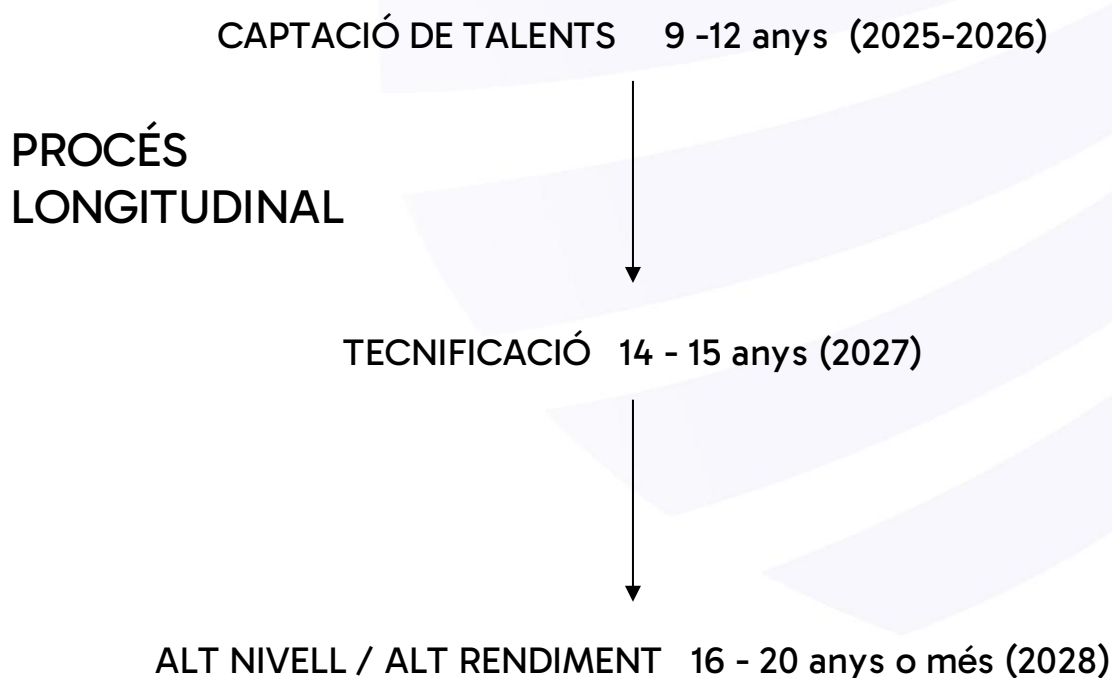 CAPTACIÓ DE TALENTS 9 -12 anys (2025-2026)
PROCÉS
LONGITUDINAL
TECNIFICACIÓ 14 - 15 anys (2027)
ALT NIVELL / ALT RENDIMENT 16 - 20 anys o més (2028)